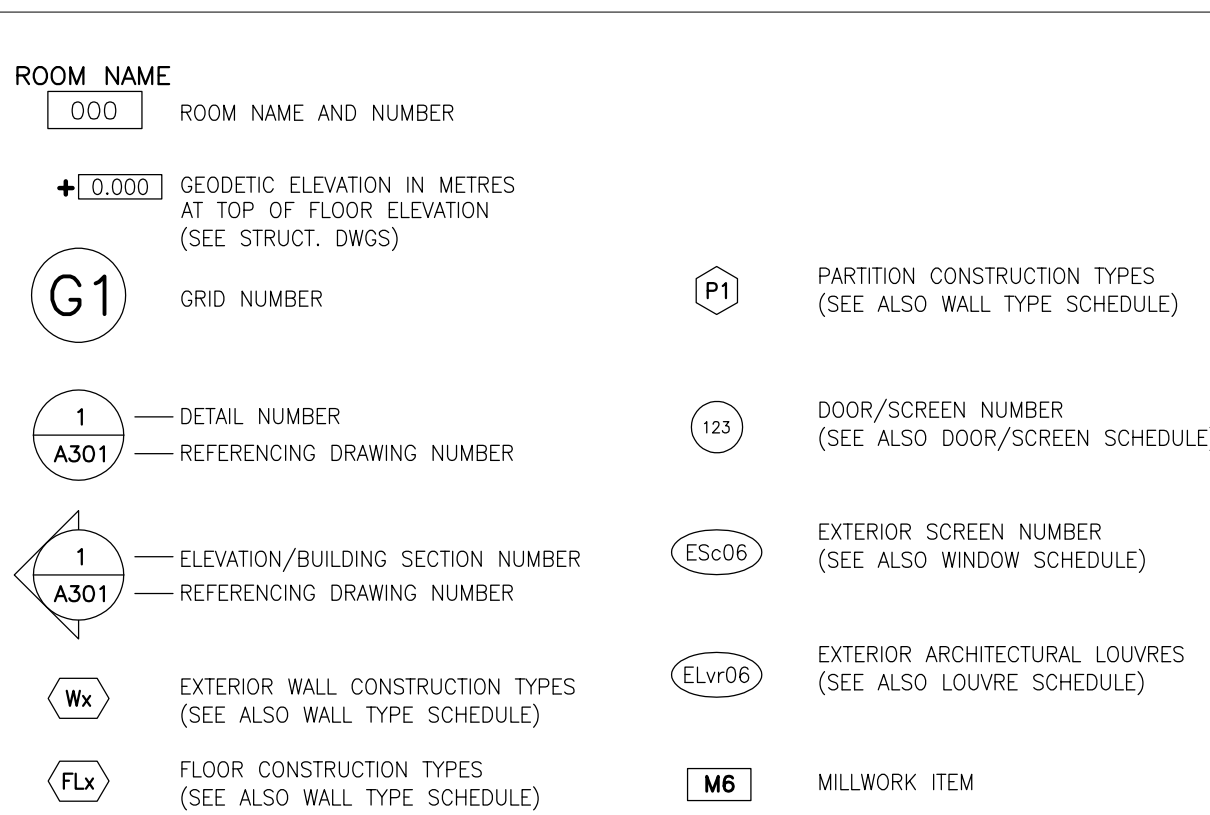 ROOM NAME
000
ROOM NAME AND NUMBER
+ 0.000
GEODETIC ELEVATION IN METRES
AT TOP OF FLOOR ELEVATION
(SEE STRUCT. DWGS)
G1
GRID NUMBER
1
DETAIL NUMBER
A301
REFERENCING DRAWING NUMBER
1
ELEVATION/BUILDING SECTION NUMBER
A301
REFERENCING DRAWING NUMBER
Wx
EXTERIOR WALL CONSTRUCTION TYPES
(SEE ALSO WALL TYPE SCHEDULE)
FLx
FLOOR CONSTRUCTION TYPES
(SEE ALSO WALL TYPE SCHEDULE)
P1
PARTITION CONSTRUCTION TYPES
(SEE ALSO WALL TYPE SCHEDULE)
123
DOOR/SCREEN NUMBER
(SEE ALSO DOOR/SCREEN SCHEDULE)
ESc06
EXTERIOR SCREEN NUMBER
(SEE ALSO WINDOW SCHEDULE)
ELvr06
EXTERIOR ARCHITECTURAL LOUVRES
(SEE ALSO LOUVRE SCHEDULE)
M6
MILLWORK ITEM